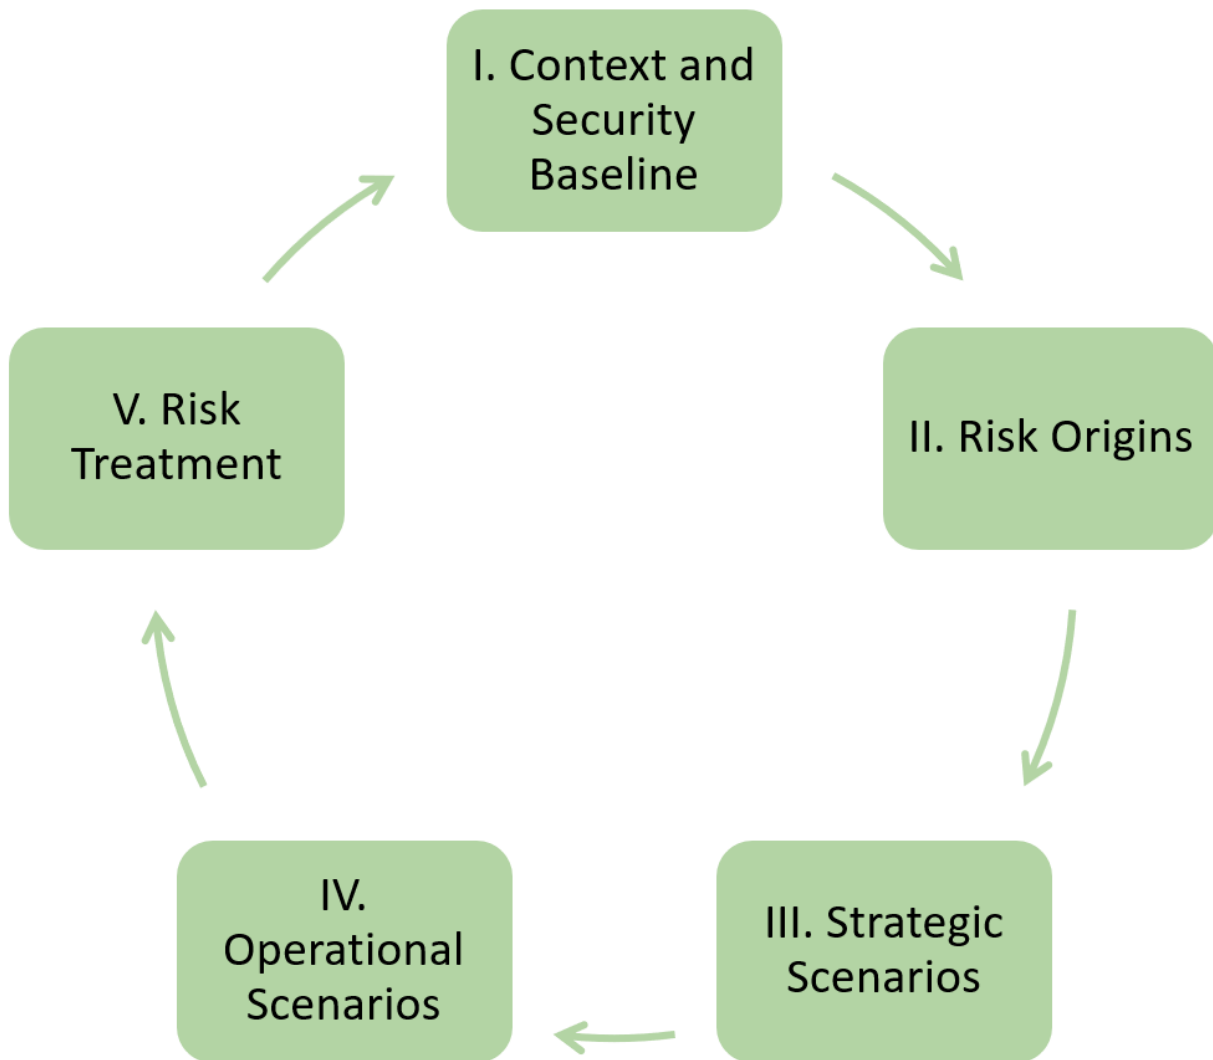 I. Context and
Security
Baseline
II. Risk Origins
III. Strategic
Scenarios
IV.
Operational
Scenarios
V. Risk
Treatment